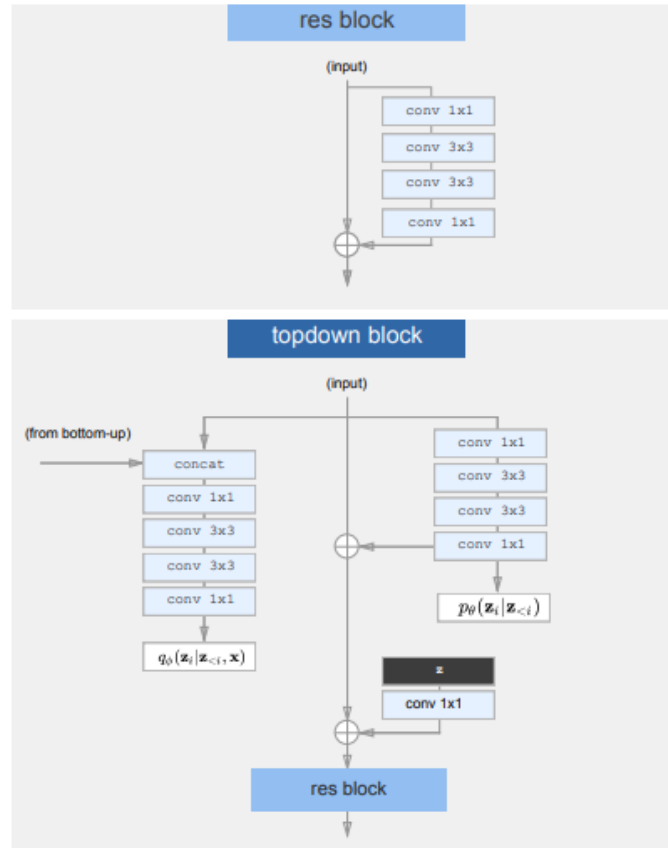 res block
(input)
conv 1x1
conv 3x3
conv 3x3
conv 1x1
topdown block
(input)
(from bottom-up)
concat
conv 1x1
conv 3x3
conv 3x3
conv 1x1
qϕ(zᵢ|z<ᵢ, x)
conv 1x1
conv 3x3
conv 3x3
conv 1x1
pθ(zᵢ|z<ᵢ)
z
conv 1x1
res block